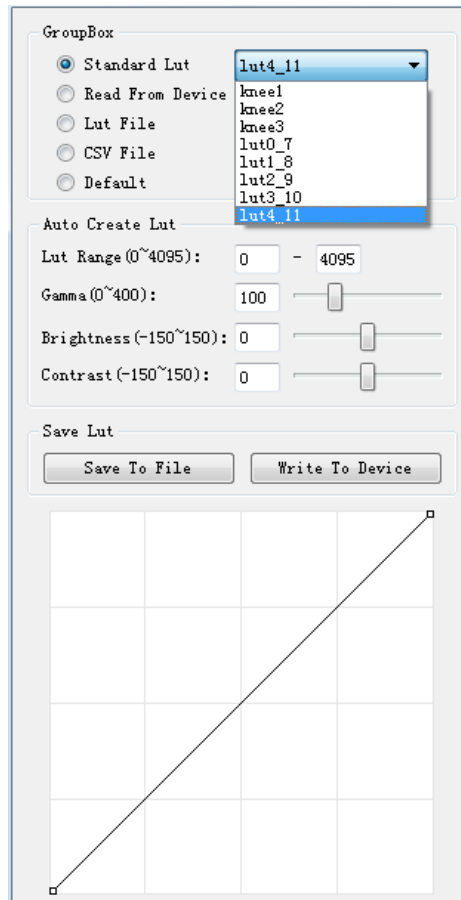 GroupBox
Standard Lut lut4_11
Read From Device knee1
knee2
Lut File knee3
lut0_7
CSV File lut1_8
lut2_9
Default lut3_10
lut4_11
Auto Create Lut
Lut Range(0~4095): 0 - 4095
Gamma(0~400): 100
Brightness(-150~150): 0
Contrast(-150~150): 0
Save Lut
Save To File Write To Device